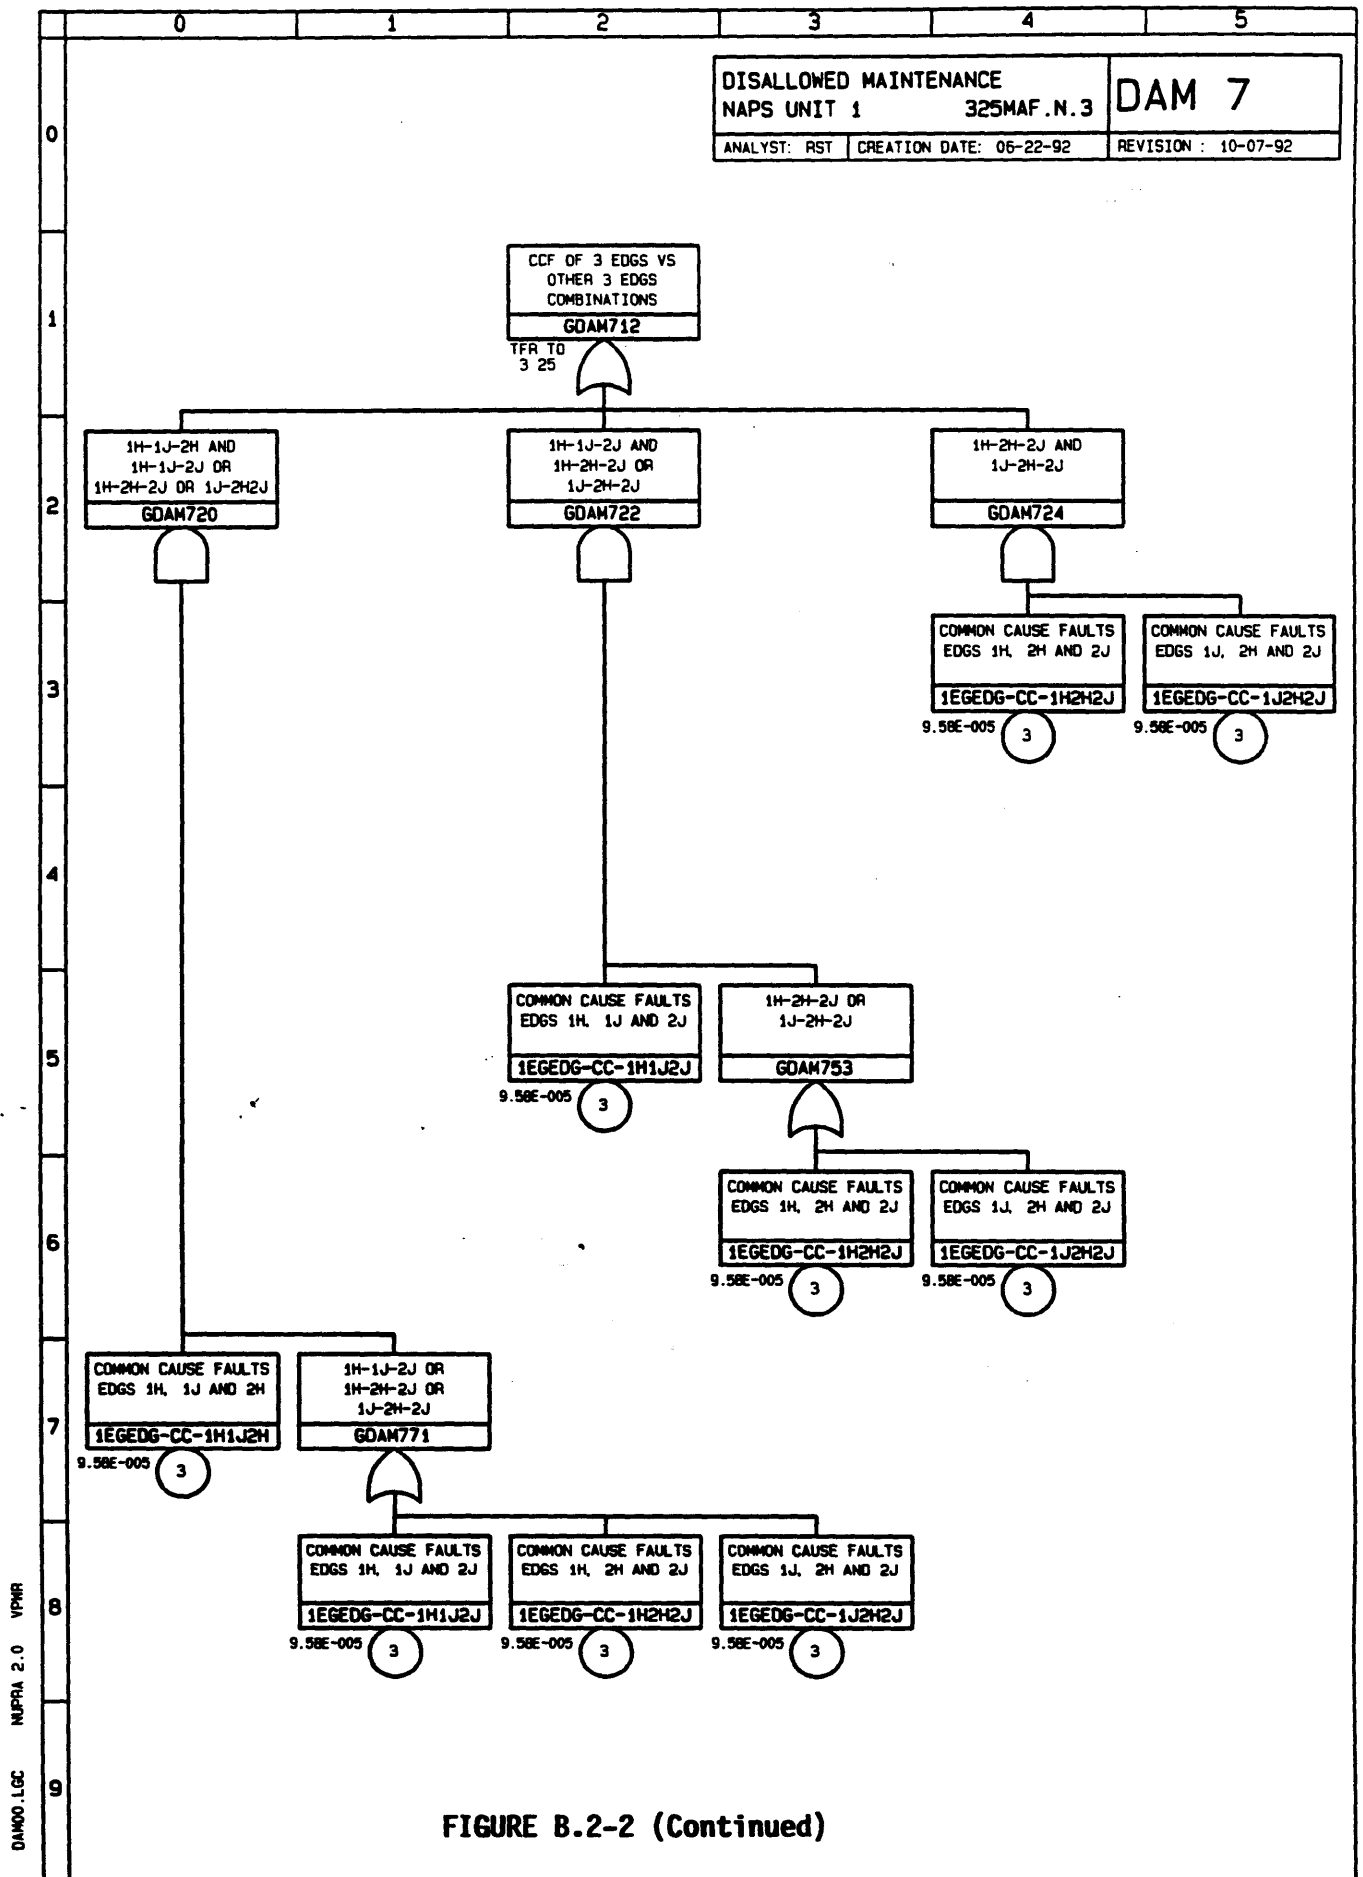 0 1 2 3 4 5
DISALLOWED MAINTENANCE
NAPS UNIT 1 325MAF.N.3
DAM 7
ANALYST: RST CREATION DATE: 05-22-92 REVISION : 10-07-92
0
CCF OF 3 EDGS VS
OTHER 3 EDGS
COMBINATIONS
GDAM712
1
TFR TO
3 25
1H-1J-2H AND
1H-1J-2J OR
1H-2H-2J OR 1J-2H2J
GDAM720
1H-1J-2J AND
1H-2H-2J OR
1J-2H-2J
GDAM722
1H-2H-2J AND
1J-2H-2J
GDAM724
2
COMMON CAUSE FAULTS
EDGS 1H, 2H AND 2J
1EGEDG-CC-1H2H2J
9.58E-005
3
COMMON CAUSE FAULTS
EDGS 1J, 2H AND 2J
1EGEDG-CC-1J2H2J
9.58E-005
3
3
4
COMMON CAUSE FAULTS
EDGS 1H, 1J AND 2J
1EGEDG-CC-1H1J2J
9.58E-005
3
1H-2H-2J OR
1J-2H-2J
GDAM753
5
COMMON CAUSE FAULTS
EDGS 1H, 2H AND 2J
1EGEDG-CC-1H2H2J
9.58E-005
3
COMMON CAUSE FAULTS
EDGS 1J, 2H AND 2J
1EGEDG-CC-1J2H2J
9.58E-005
3
6
COMMON CAUSE FAULTS
EDGS 1H, 1J AND 2H
1EGEDG-CC-1H1J2H
9.58E-005
3
1H-1J-2J OR
1H-2H-2J OR
1J-2H-2J
GDAM771
7
COMMON CAUSE FAULTS
EDGS 1H, 1J AND 2J
1EGEDG-CC-1H1J2J
9.58E-005
3
COMMON CAUSE FAULTS
EDGS 1H, 2H AND 2J
1EGEDG-CC-1H2H2J
9.58E-005
3
COMMON CAUSE FAULTS
EDGS 1J, 2H AND 2J
1EGEDG-CC-1J2H2J
9.58E-005
3
8
9
DAM00.LGC NUPRA 2.0 VPWR
FIGURE B.2-2 (Continued)